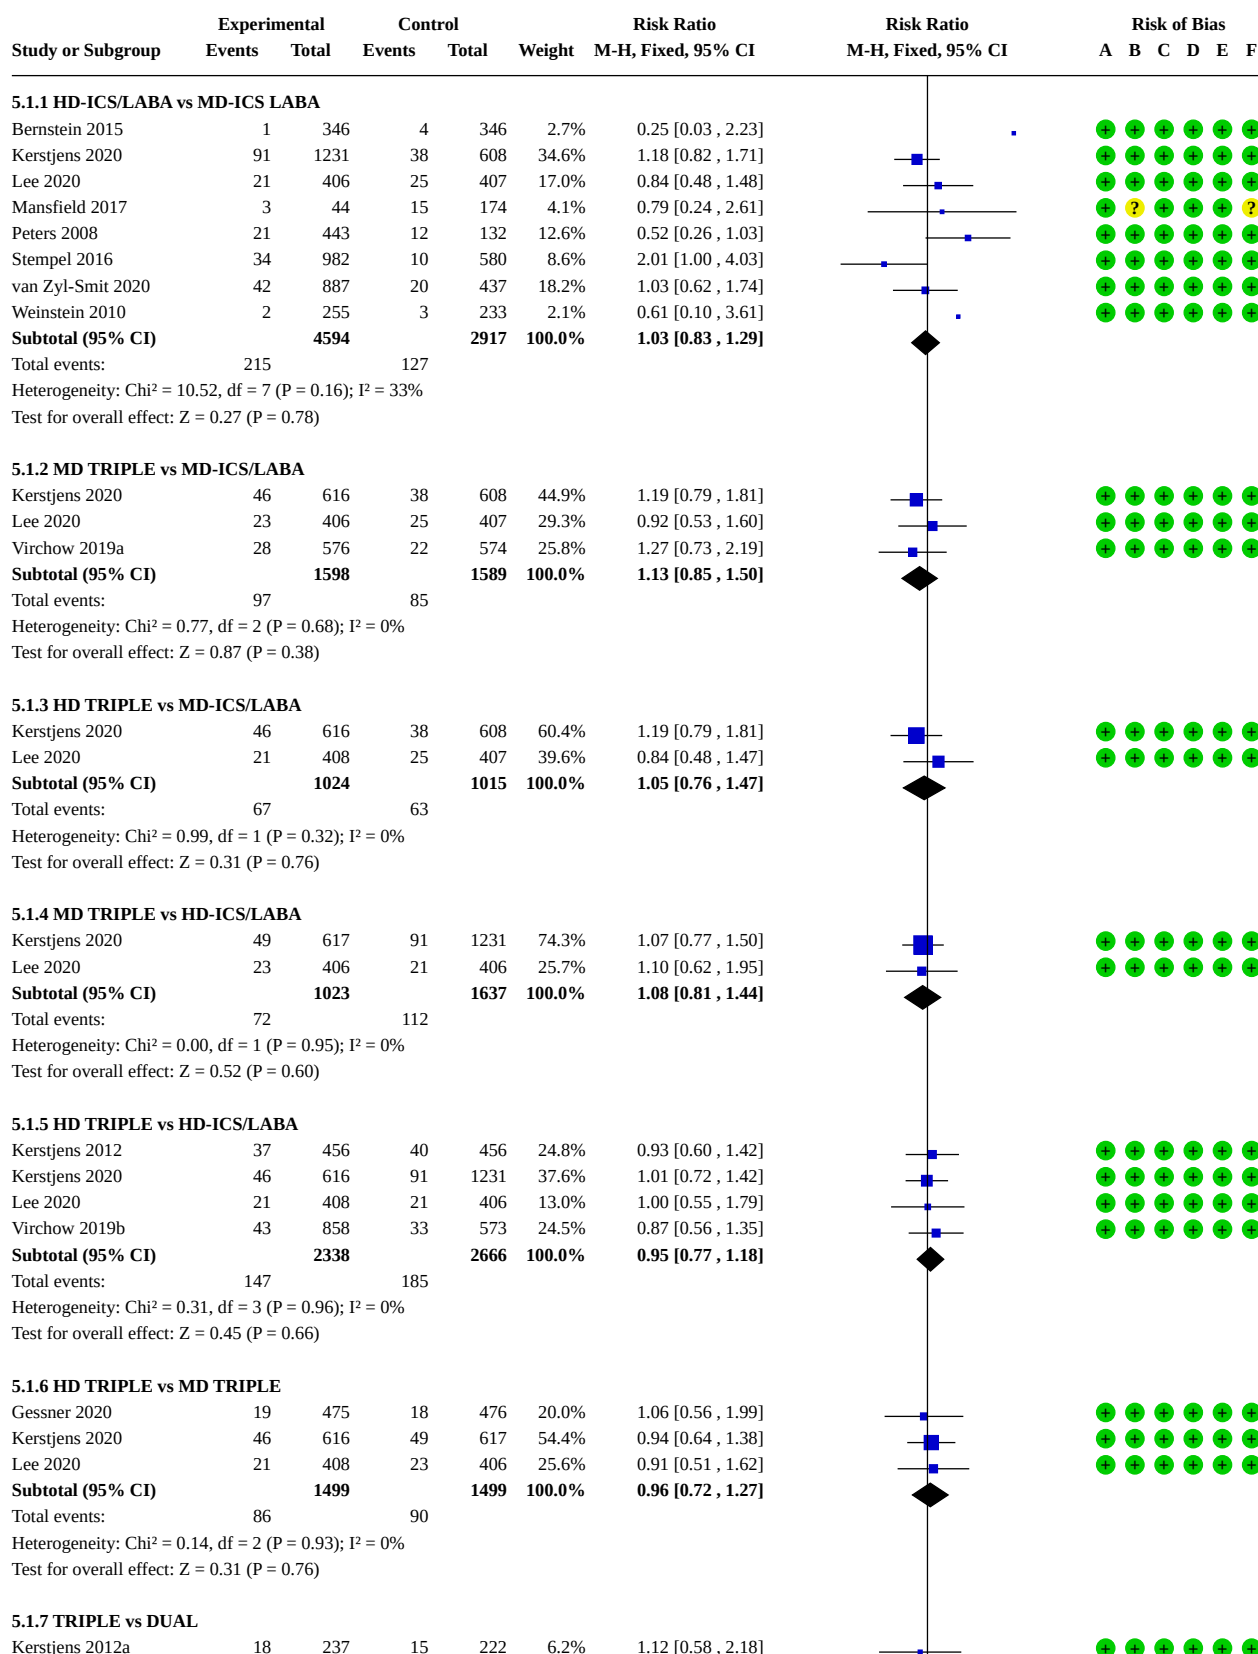 Experimental Control Risk Ratio Risk Ratio Risk of Bias
Study or Subgroup Events Total Events Total Weight M-H, Fixed, 95% CI M-H, Fixed, 95% CI A B C D E F
5.1.1 HD-ICS/LABA vs MD-ICS LABA
Bernstein 2015 1 346 4 346 2.7% 0.25 [0.03 , 2.23] + + + + + +
Kerstjens 2020 91 1231 38 608 34.6% 1.18 [0.82 , 1.71] + + + + + +
Lee 2020 21 406 25 407 17.0% 0.84 [0.48 , 1.48] + + + + + +
Mansfield 2017 3 44 15 174 4.1% 0.79 [0.24 , 2.61] + ? + + + ?
Peters 2008 21 443 12 132 12.6% 0.52 [0.26 , 1.03] + + + + + +
Stempel 2016 34 982 10 580 8.6% 2.01 [1.00 , 4.03] + + + + + +
van Zyl-Smit 2020 42 887 20 437 18.2% 1.03 [0.62 , 1.74] + + + + + +
Weinstein 2010 2 255 3 233 2.1% 0.61 [0.10 , 3.61] + + + + + +
Subtotal (95% CI) 4594 2917 100.0% 1.03 [0.83 , 1.29]
Total events: 215 127
Heterogeneity: Chi² = 10.52, df = 7 (P = 0.16); I² = 33%
Test for overall effect: Z = 0.27 (P = 0.78)
5.1.2 MD TRIPLE vs MD-ICS/LABA
Kerstjens 2020 46 616 38 608 44.9% 1.19 [0.79 , 1.81] + + + + + +
Lee 2020 23 406 25 407 29.3% 0.92 [0.53 , 1.60] + + + + + +
Virchow 2019a 28 576 22 574 25.8% 1.27 [0.73 , 2.19] + + + + + +
Subtotal (95% CI) 1598 1589 100.0% 1.13 [0.85 , 1.50]
Total events: 97 85
Heterogeneity: Chi² = 0.77, df = 2 (P = 0.68); I² = 0%
Test for overall effect: Z = 0.87 (P = 0.38)
5.1.3 HD TRIPLE vs MD-ICS/LABA
Kerstjens 2020 46 616 38 608 60.4% 1.19 [0.79 , 1.81] + + + + + +
Lee 2020 21 408 25 407 39.6% 0.84 [0.48 , 1.47] + + + + + +
Subtotal (95% CI) 1024 1015 100.0% 1.05 [0.76 , 1.47]
Total events: 67 63
Heterogeneity: Chi² = 0.99, df = 1 (P = 0.32); I² = 0%
Test for overall effect: Z = 0.31 (P = 0.76)
5.1.4 MD TRIPLE vs HD-ICS/LABA
Kerstjens 2020 49 617 91 1231 74.3% 1.07 [0.77 , 1.50] + + + + + +
Lee 2020 23 406 21 406 25.7% 1.10 [0.62 , 1.95] + + + + + +
Subtotal (95% CI) 1023 1637 100.0% 1.08 [0.81 , 1.44]
Total events: 72 112
Heterogeneity: Chi² = 0.00, df = 1 (P = 0.95); I² = 0%
Test for overall effect: Z = 0.52 (P = 0.60)
5.1.5 HD TRIPLE vs HD-ICS/LABA
Kerstjens 2012 37 456 40 456 24.8% 0.93 [0.60 , 1.42] + + + + + +
Kerstjens 2020 46 616 91 1231 37.6% 1.01 [0.72 , 1.42] + + + + + +
Lee 2020 21 408 21 406 13.0% 1.00 [0.55 , 1.79] + + + + + +
Virchow 2019b 43 858 33 573 24.5% 0.87 [0.56 , 1.35] + + + + + +
Subtotal (95% CI) 2338 2666 100.0% 0.95 [0.77 , 1.18]
Total events: 147 185
Heterogeneity: Chi² = 0.31, df = 3 (P = 0.96); I² = 0%
Test for overall effect: Z = 0.45 (P = 0.66)
5.1.6 HD TRIPLE vs MD TRIPLE
Gessner 2020 19 475 18 476 20.0% 1.06 [0.56 , 1.99] + + + + + +
Kerstjens 2020 46 616 49 617 54.4% 0.94 [0.64 , 1.38] + + + + + +
Lee 2020 21 408 23 406 25.6% 0.91 [0.51 , 1.62] + + + + + +
Subtotal (95% CI) 1499 1499 100.0% 0.96 [0.72 , 1.27]
Total events: 86 90
Heterogeneity: Chi² = 0.14, df = 2 (P = 0.93); I² = 0%
Test for overall effect: Z = 0.31 (P = 0.76)
5.1.7 TRIPLE vs DUAL
Kerstjens 2012a 18 237 15 222 6.2% 1.12 [0.58 , 2.18] + + + + + +